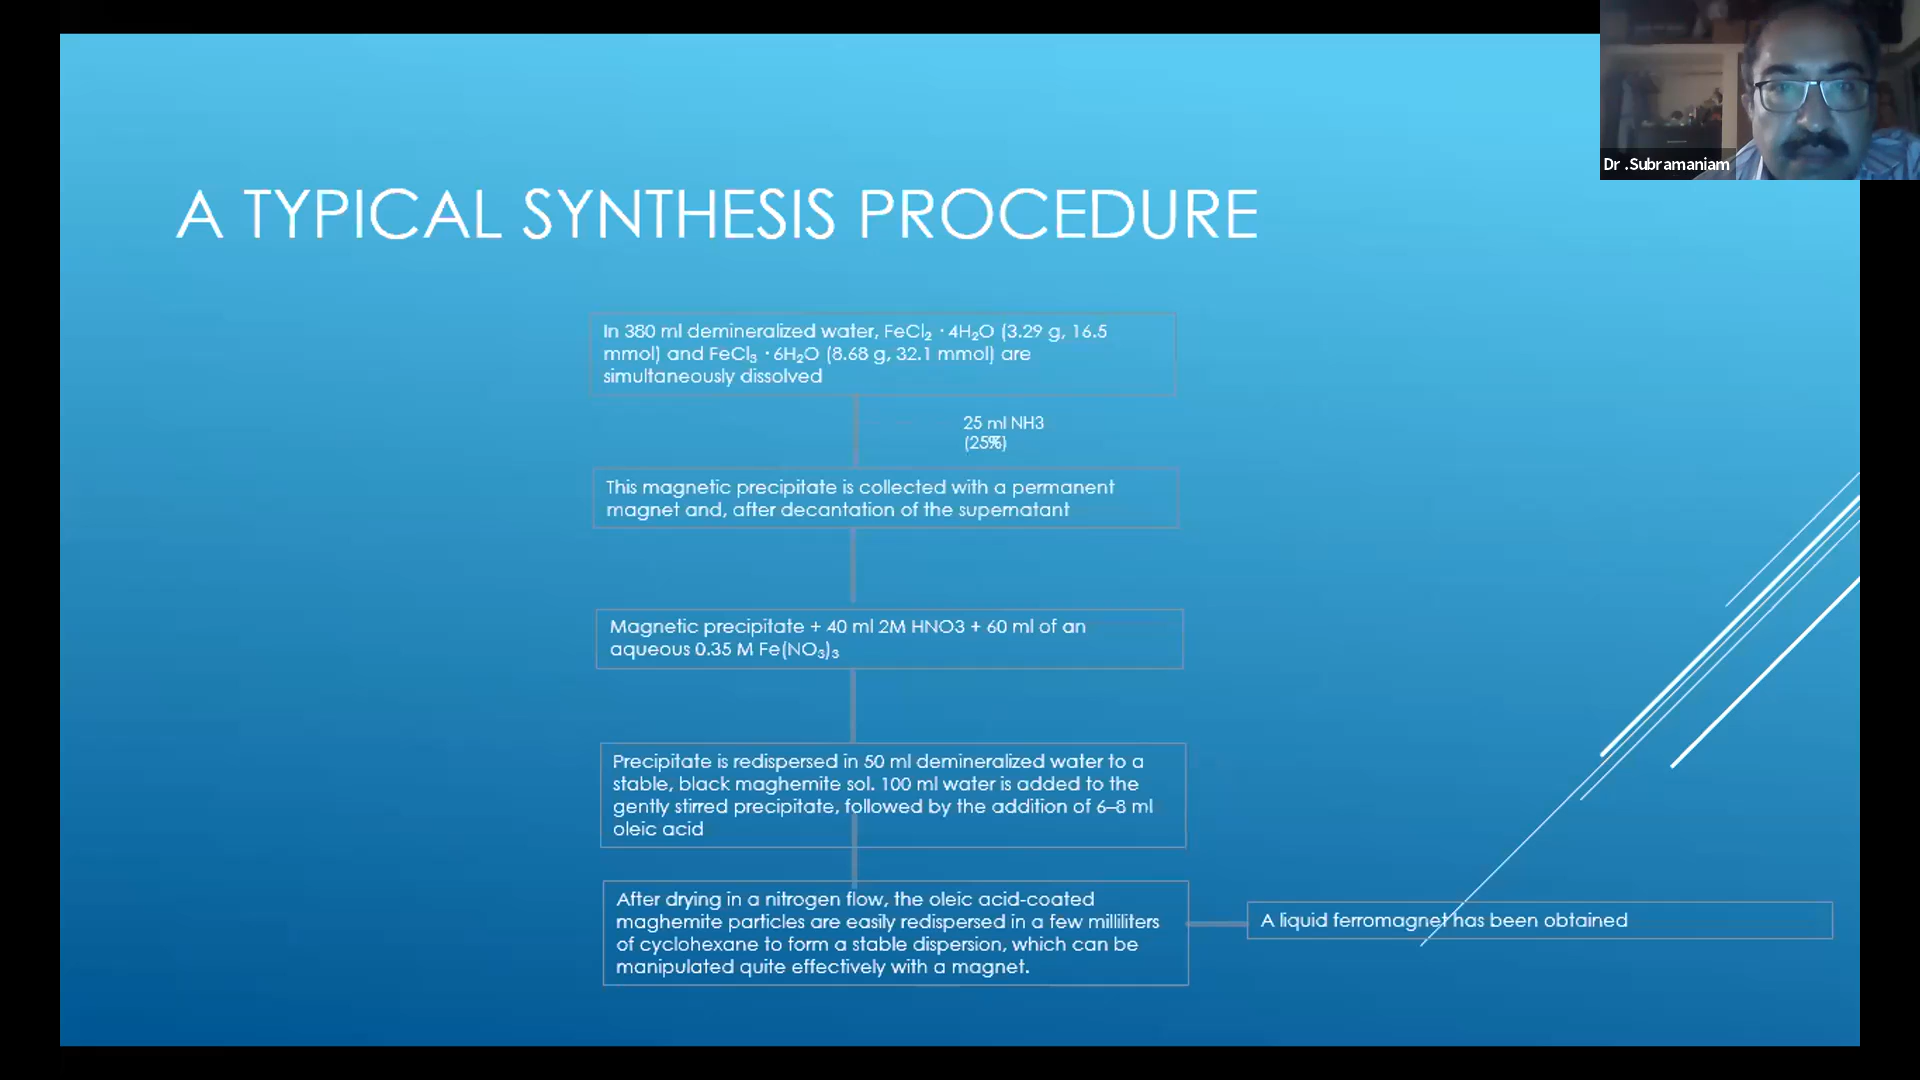 Dr .Subramaniam
A TYPICAL SYNTHESIS PROCEDURE
In 380 ml demineralized water, FeCl₂ · 4H₂O (3.29 g, 16.5
mmol) and FeCl₃ · 6H₂O (8.68 g, 32.1 mmol) are
simultaneously dissolved
25 ml NH3
(25%)
This magnetic precipitate is collected with a permanent
magnet and, after decantation of the supernatant
Magnetic precipitate + 40 ml 2M HNO3 + 60 ml of an
aqueous 0.35 M Fe(NO₃)₃
Precipitate is redispersed in 50 ml demineralized water to a
stable, black maghemite sol. 100 ml water is added to the
gently stirred precipitate, followed by the addition of 6–8 ml
oleic acid
After drying in a nitrogen flow, the oleic acid-coated
maghemite particles are easily redispersed in a few milliliters
of cyclohexane to form a stable dispersion, which can be
manipulated quite effectively with a magnet.
A liquid ferromagnet has been obtained